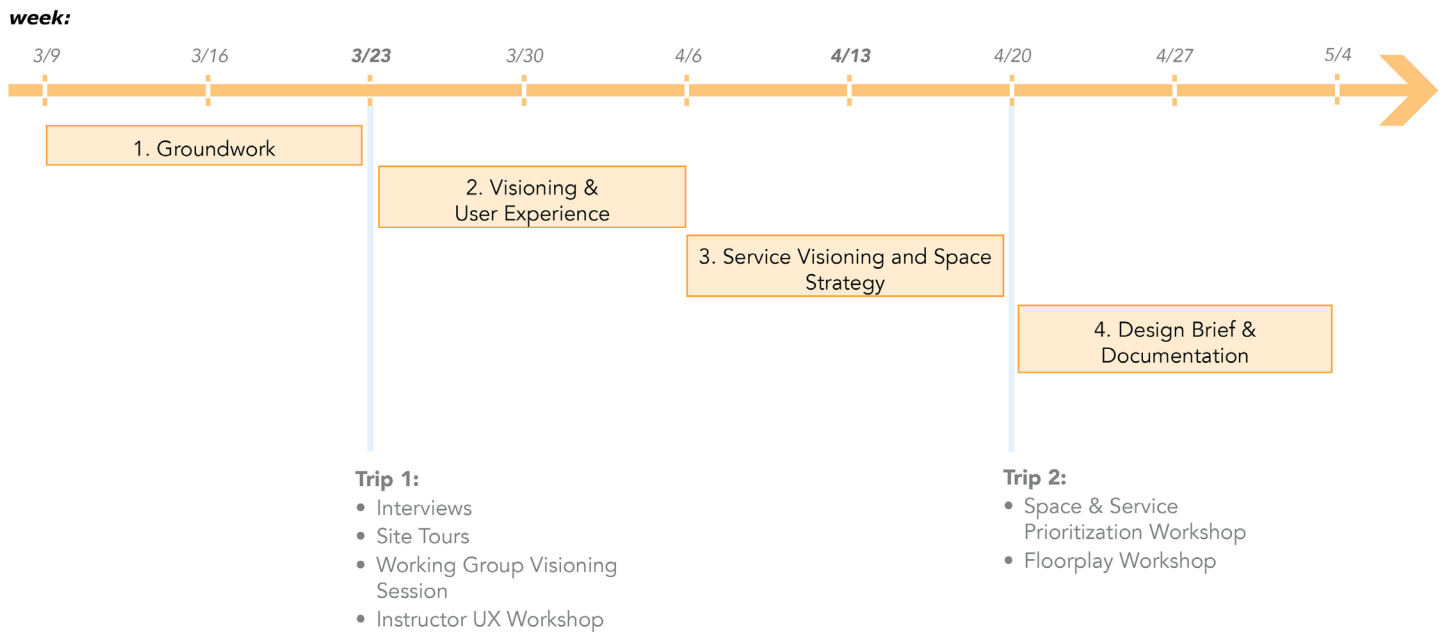 week:
3/9 3/16 3/23 3/30 4/6 4/13 4/20 4/27 5/4
1. Groundwork
2. Visioning &
User Experience
3. Service Visioning and Space
Strategy
4. Design Brief &
Documentation
Trip 1:
• Interviews
• Site Tours
• Working Group Visioning
Session
• Instructor UX Workshop
Trip 2:
• Space & Service
Prioritization Workshop
• Floorplay Workshop